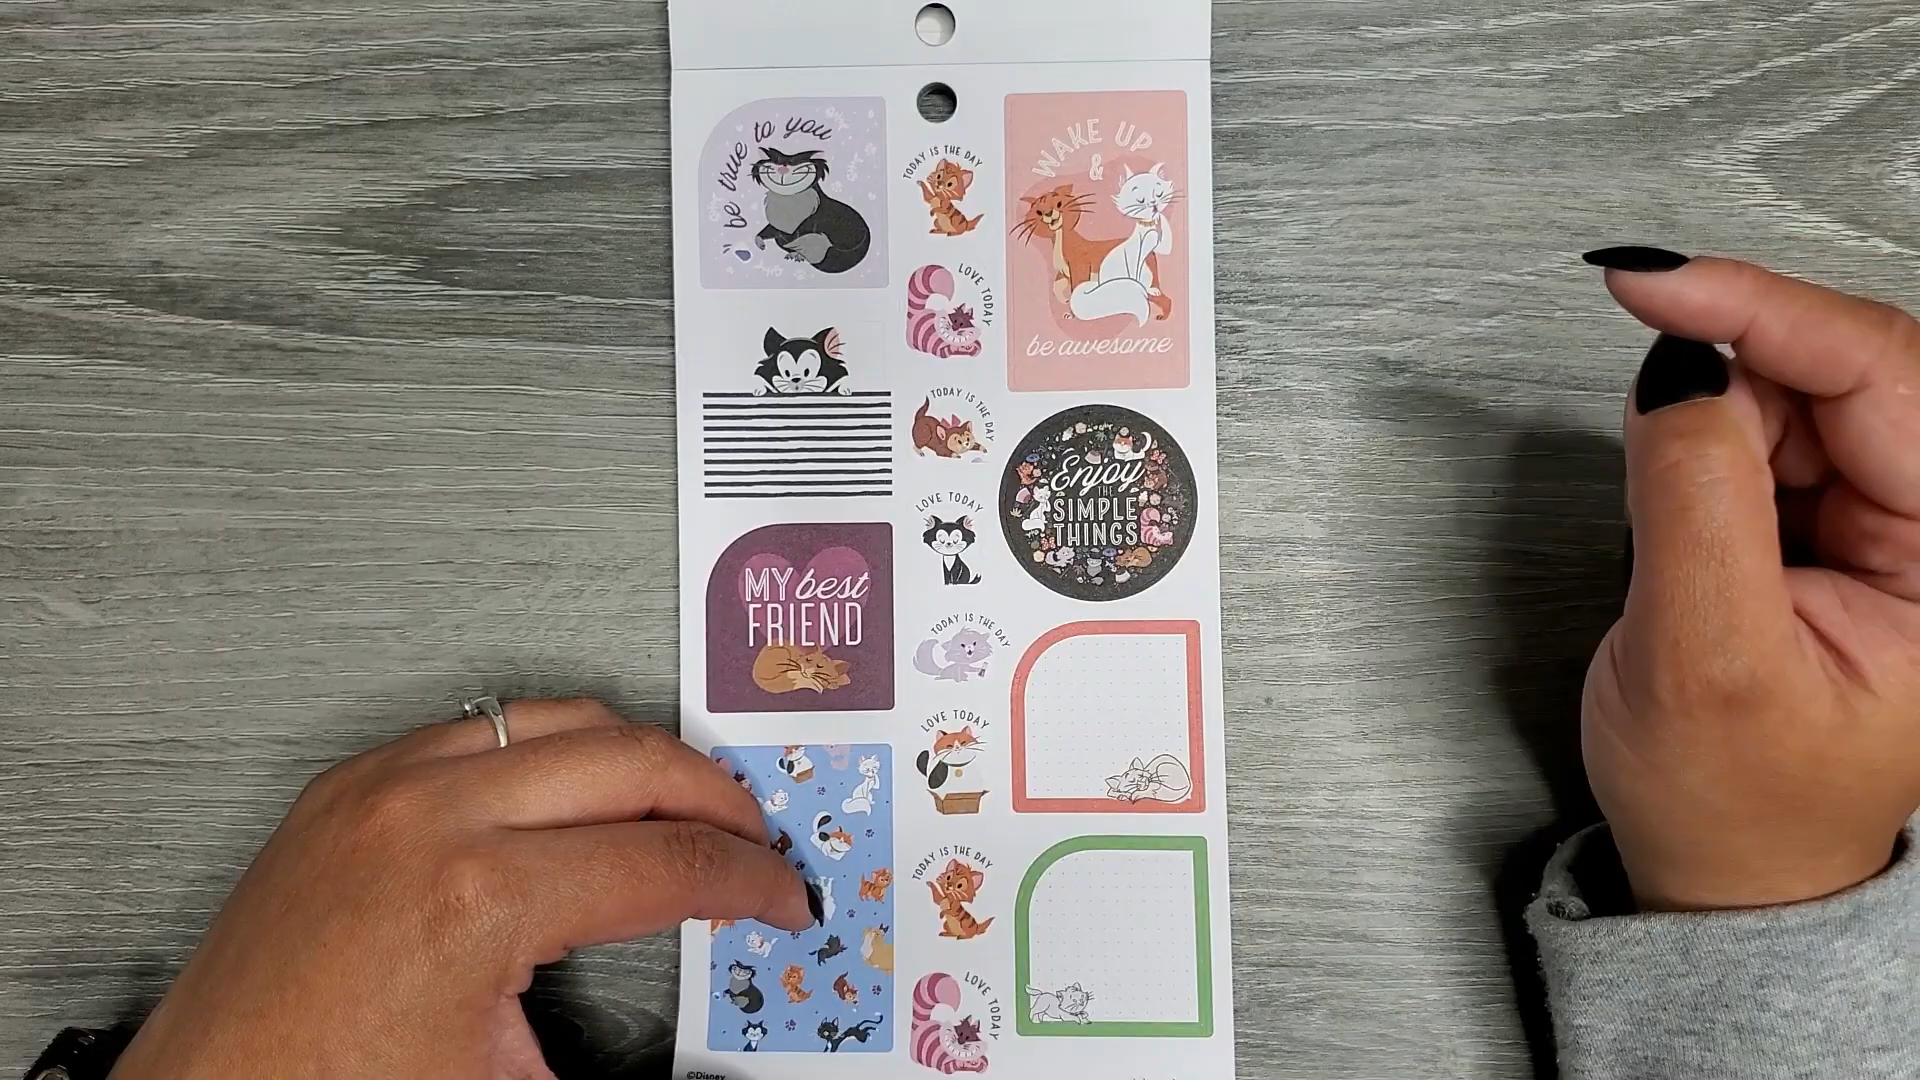 be true to you
MY best
FRIEND
©Disney
TODAY IS THE DAY
LOVE TODAY
TODAY IS THE DAY
LOVE TODAY
TODAY IS THE DAY
LOVE TODAY
TODAY IS THE DAY
LOVE TODAY
WAKE UP
&
be awesome
Enjoy
THE
SIMPLE
THINGS